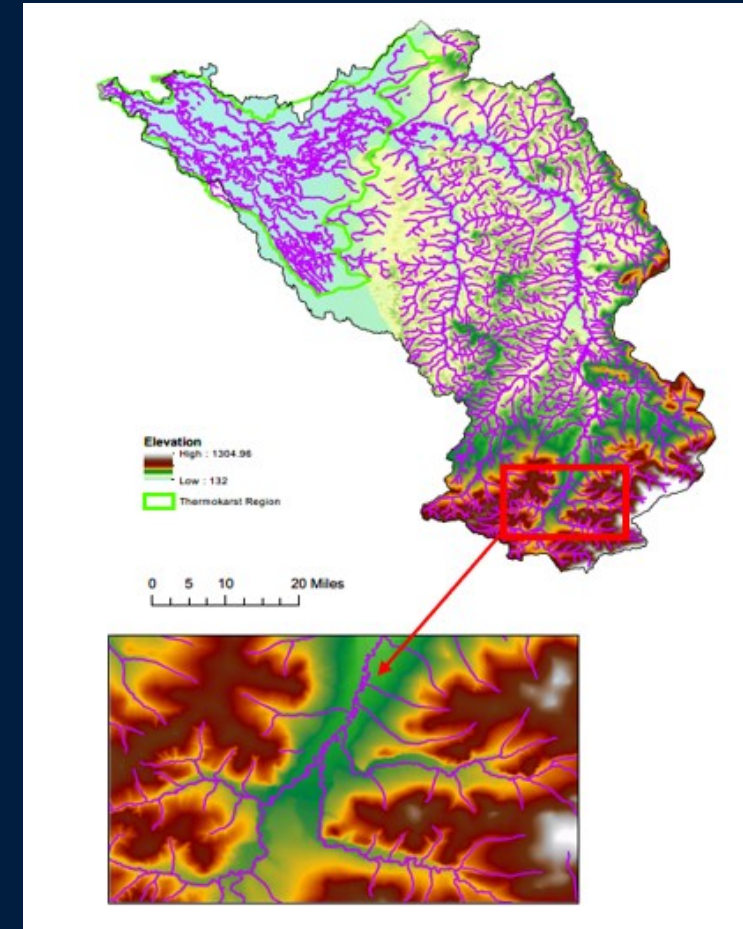 Elevation
High : 1304.96
Low : 132
Thermokarst Region
0 5 10 20 Miles